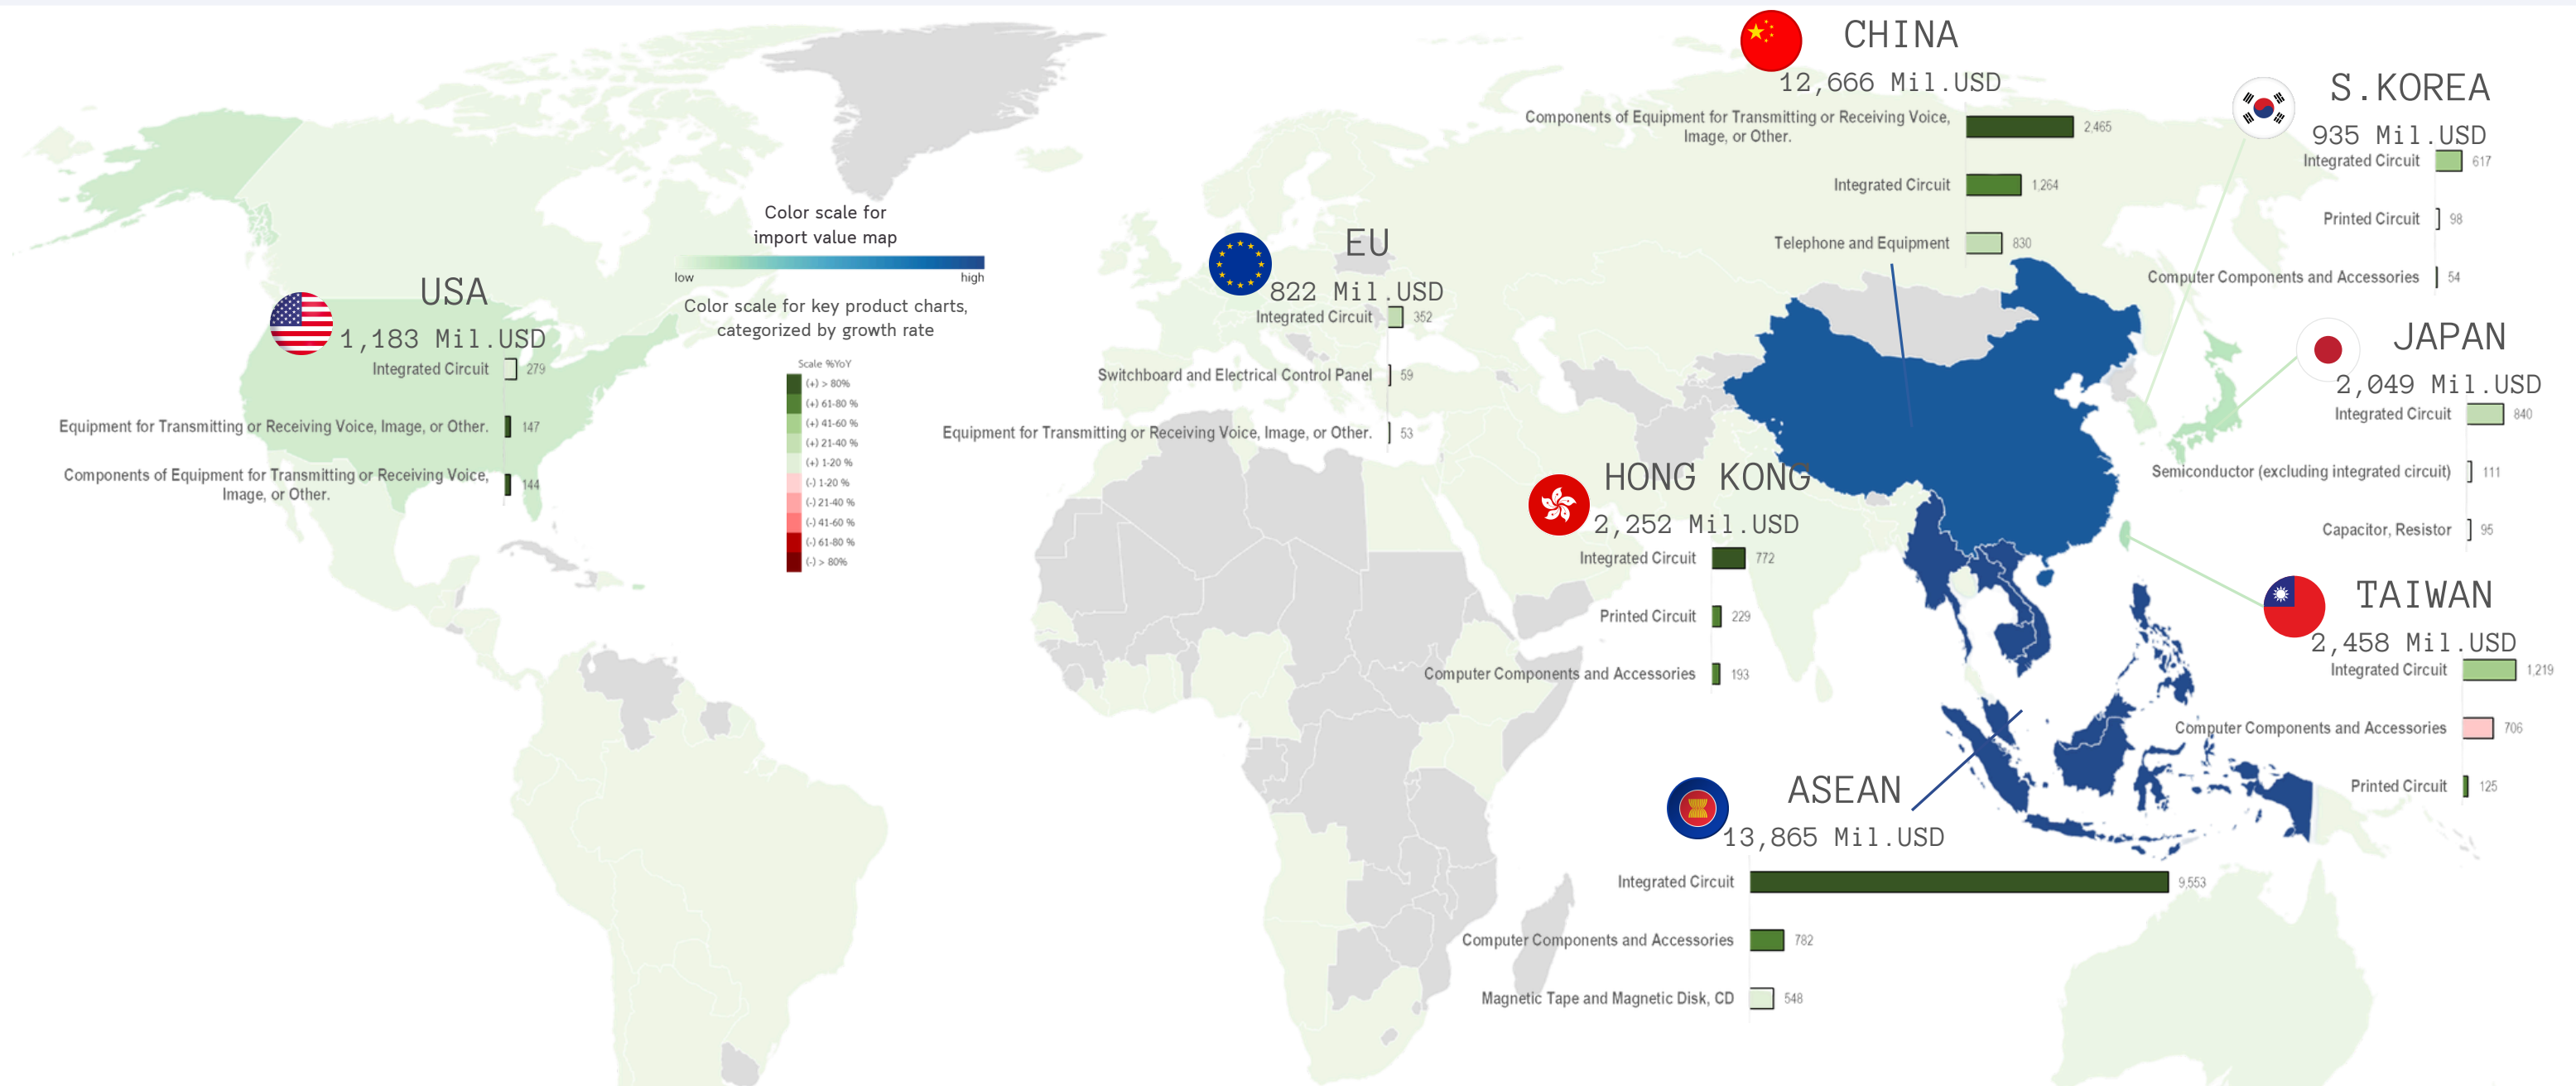 CHINA
12,666 Mil.USD
Components of Equipment for Transmitting or Receiving Voice,
Image, or Other.
2,465
Integrated Circuit
1,264
Telephone and Equipment
830
S.KOREA
935 Mil.USD
Integrated Circuit
617
Printed Circuit
98
Computer Components and Accessories
54
Color scale for
import value map
low
high
Color scale for key product charts,
categorized by growth rate
Scale %YoY
(+) > 80%
(+) 61-80 %
(+) 41-60 %
(+) 21-40 %
(+) 1-20 %
(-) 1-20 %
(-) 21-40 %
(-) 41-60 %
(-) 61-80 %
(-) > 80%
EU
822 Mil.USD
Integrated Circuit
352
Switchboard and Electrical Control Panel
59
Equipment for Transmitting or Receiving Voice, Image, or Other.
53
USA
1,183 Mil.USD
Integrated Circuit
279
Equipment for Transmitting or Receiving Voice, Image, or Other.
147
Components of Equipment for Transmitting or Receiving Voice,
Image, or Other.
144
JAPAN
2,049 Mil.USD
Integrated Circuit
840
Semiconductor (excluding integrated circuit)
111
Capacitor, Resistor
95
HONG KONG
2,252 Mil.USD
Integrated Circuit
772
Printed Circuit
229
Computer Components and Accessories
193
TAIWAN
2,458 Mil.USD
Integrated Circuit
1,219
Computer Components and Accessories
706
Printed Circuit
125
ASEAN
13,865 Mil.USD
Integrated Circuit
9,553
Computer Components and Accessories
782
Magnetic Tape and Magnetic Disk, CD
548